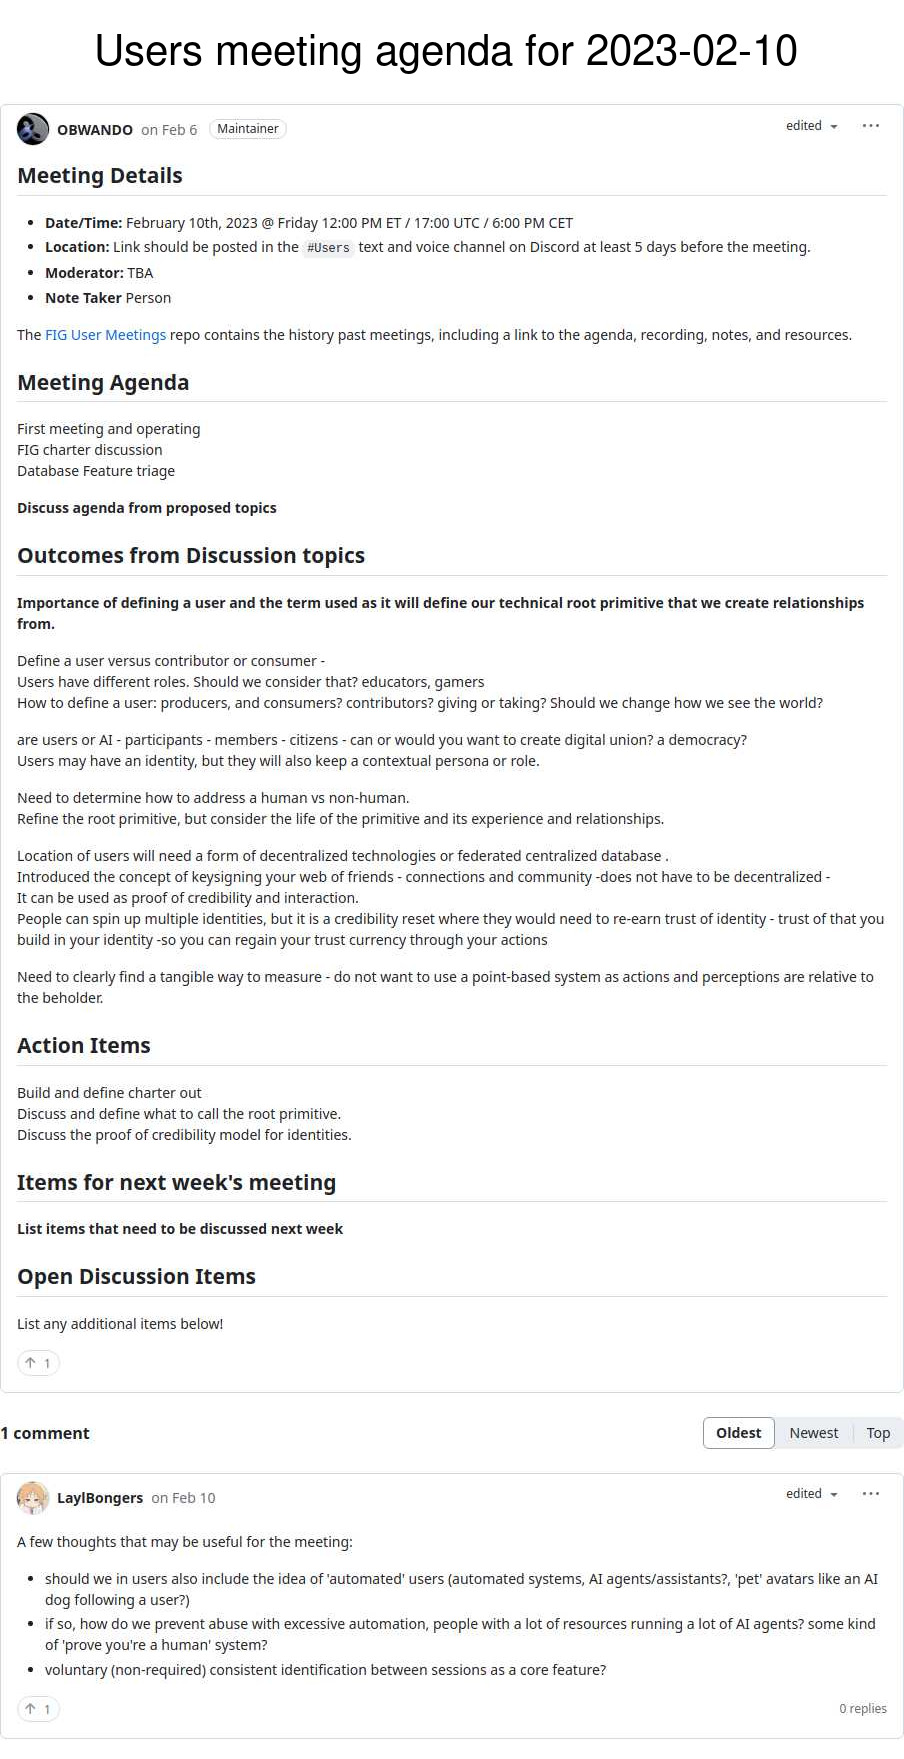 Users meeting agenda for 2023-02-10
OBWANDO on Feb 6 Maintainer edited
Meeting Details
Date/Time: February 10th, 2023 @ Friday 12:00 PM ET / 17:00 UTC / 6:00 PM CET
Location: Link should be posted in the #Users text and voice channel on Discord at least 5 days before the meeting.
Moderator: TBA
Note Taker Person
The FIG User Meetings repo contains the history past meetings, including a link to the agenda, recording, notes, and resources.
Meeting Agenda
First meeting and operating
FIG charter discussion
Database Feature triage
Discuss agenda from proposed topics
Outcomes from Discussion topics
Importance of defining a user and the term used as it will define our technical root primitive that we create relationships
from.
Define a user versus contributor or consumer -
Users have different roles. Should we consider that? educators, gamers
How to define a user: producers, and consumers? contributors? giving or taking? Should we change how we see the world?
are users or AI - participants - members - citizens - can or would you want to create digital union? a democracy?
Users may have an identity, but they will also keep a contextual persona or role.
Need to determine how to address a human vs non-human.
Refine the root primitive, but consider the life of the primitive and its experience and relationships.
Location of users will need a form of decentralized technologies or federated centralized database .
Introduced the concept of keysigning your web of friends - connections and community -does not have to be decentralized -
It can be used as proof of credibility and interaction.
People can spin up multiple identities, but it is a credibility reset where they would need to re-earn trust of identity - trust of that you
build in your identity -so you can regain your trust currency through your actions
Need to clearly find a tangible way to measure - do not want to use a point-based system as actions and perceptions are relative to
the beholder.
Action Items
Build and define charter out
Discuss and define what to call the root primitive.
Discuss the proof of credibility model for identities.
Items for next week's meeting
List items that need to be discussed next week
Open Discussion Items
List any additional items below!
1
1 comment Oldest Newest Top
LaylBongers on Feb 10 edited
A few thoughts that may be useful for the meeting:
should we in users also include the idea of 'automated' users (automated systems, AI agents/assistants?, 'pet' avatars like an AI
dog following a user?)
if so, how do we prevent abuse with excessive automation, people with a lot of resources running a lot of AI agents? some kind
of 'prove you're a human' system?
voluntary (non-required) consistent identification between sessions as a core feature?
1 0 replies